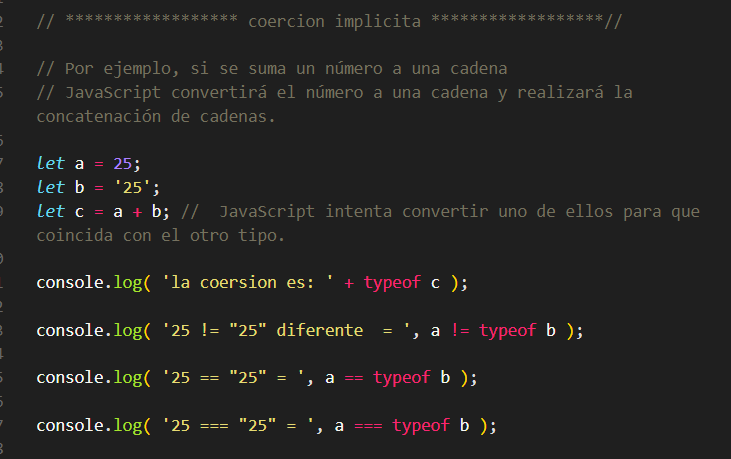 // ****************** coercion implicita ******************//
// Por ejemplo, si se suma un número a una cadena
// JavaScript convertirá el número a una cadena y realizará la
concatenación de cadenas.
let a = 25;
let b = '25';
let c = a + b; //  JavaScript intenta convertir uno de ellos para que
coincida con el otro tipo.
console.log( 'la coersion es: ' + typeof c );
console.log( '25 != "25" diferente  = ', a != typeof b );
console.log( '25 == "25" = ', a == typeof b );
console.log( '25 === "25" = ', a === typeof b );